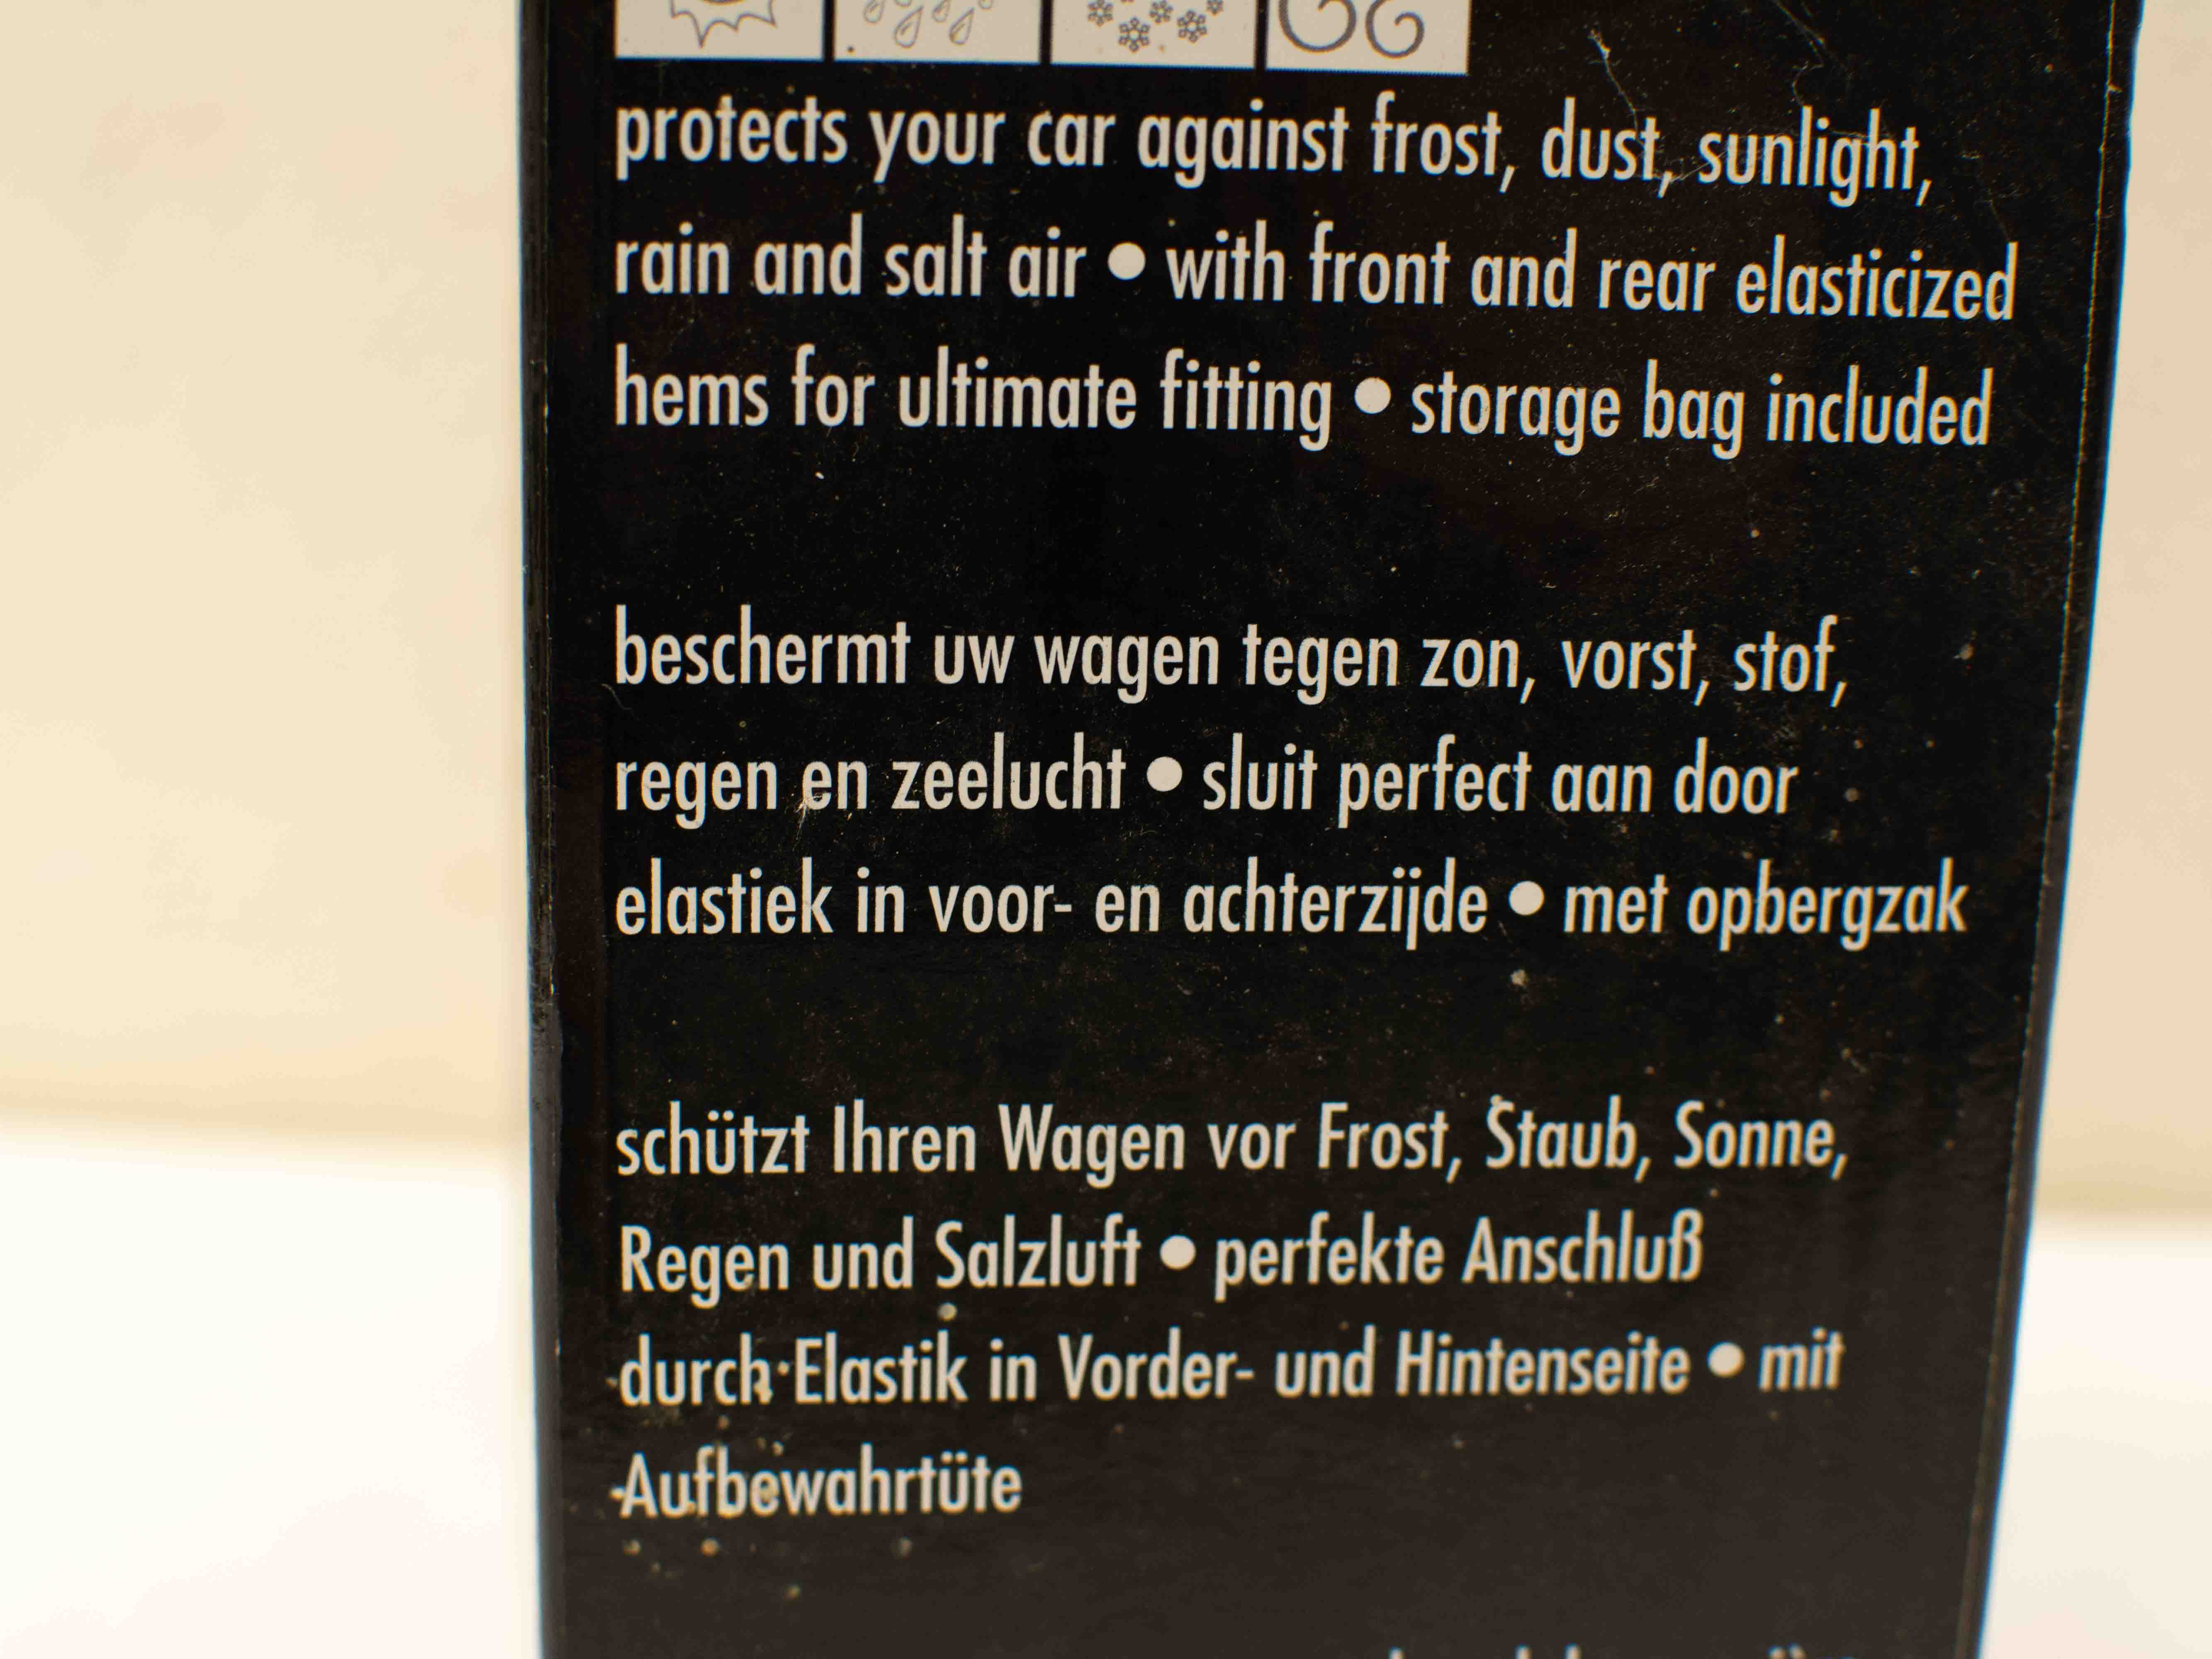 protects your car against frost, dust, sunlight,
rain and salt air • with front and rear elasticized
hems for ultimate fitting • storage bag included
beschermt uw wagen tegen zon, vorst, stof,
regen en zeelucht • sluit perfect aan door
elastiek in voor- en achterzijde • met opbergzak
schützt Ihren Wagen vor Frost, Staub, Sonne,
Regen und Salzluft • perfekte Anschluß
durch Elastik in Vorder- und Hintenseite • mit
Aufbewahrtüte